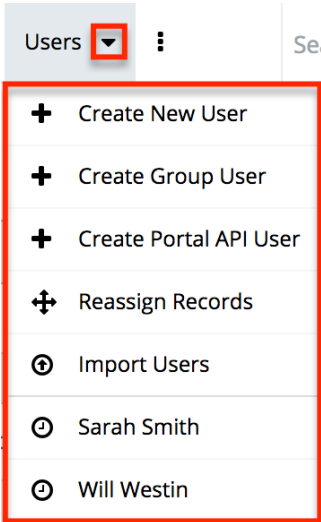 Users
Create New User
Create Group User
Create Portal API User
Reassign Records
Import Users
Sarah Smith
Will Westin